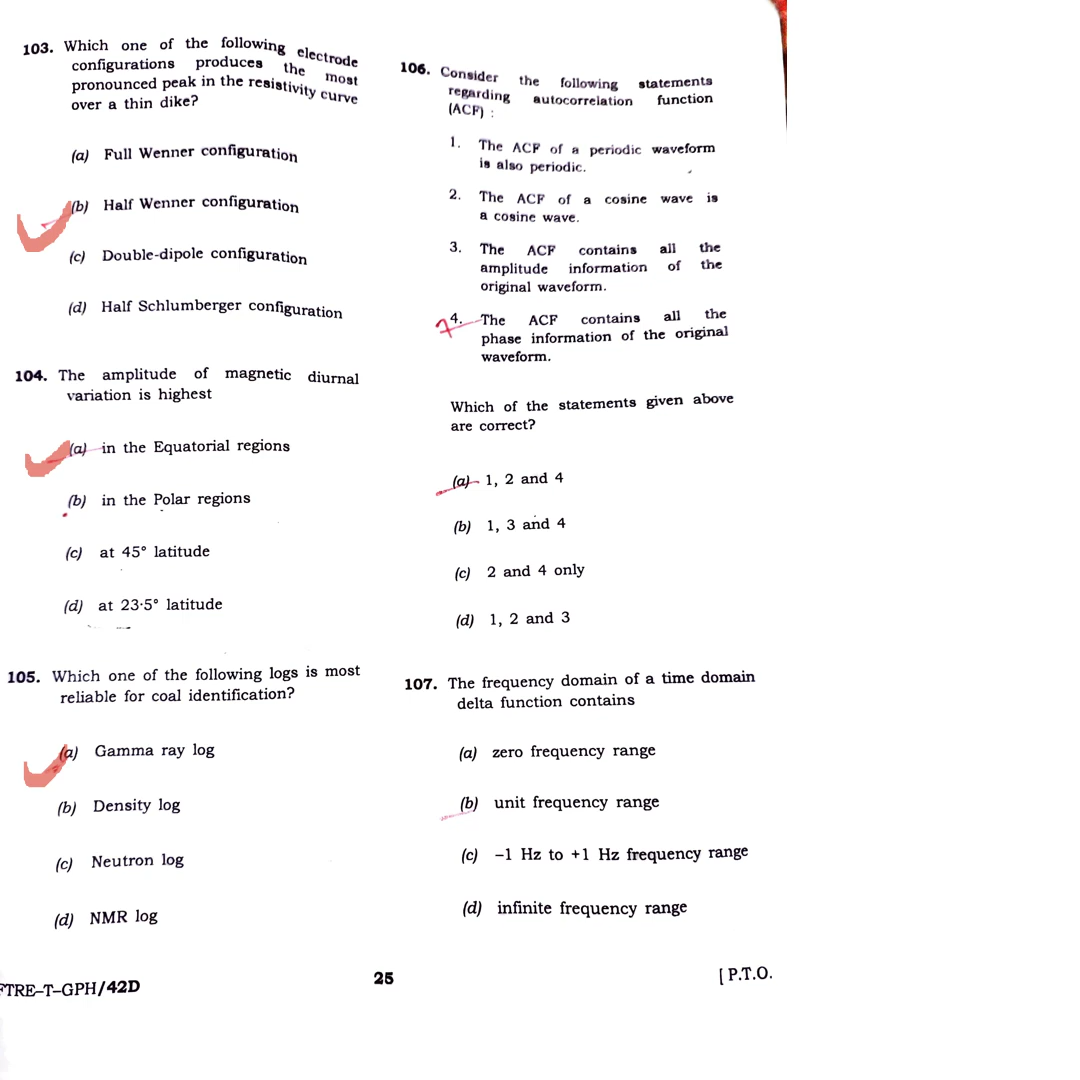 103. Which one of the following electrode
configurations produces the most
pronounced peak in the resistivity curve
over a thin dike?
(a) Full Wenner configuration
(b) Half Wenner configuration
(c) Double-dipole configuration
(d) Half Schlumberger configuration
104. The amplitude of magnetic diurnal
variation is highest
(a) in the Equatorial regions
(b) in the Polar regions
(c) at 45° latitude
(d) at 23·5° latitude
105. Which one of the following logs is most
reliable for coal identification?
(a) Gamma ray log
(b) Density log
(c) Neutron log
(d) NMR log
106. Consider the following statements
regarding autocorrelation function
(ACF) :
1. The ACF of a periodic waveform
is also periodic.
2. The ACF of a cosine wave is
a cosine wave.
3. The ACF contains all the
amplitude information of the
original waveform.
4. The ACF contains all the
phase information of the original
waveform.
Which of the statements given above
are correct?
(a) 1, 2 and 4
(b) 1, 3 and 4
(c) 2 and 4 only
(d) 1, 2 and 3
107. The frequency domain of a time domain
delta function contains
(a) zero frequency range
(b) unit frequency range
(c) –1 Hz to +1 Hz frequency range
(d) infinite frequency range
FTRE–T–GPH/42D
25
[ P.T.O.